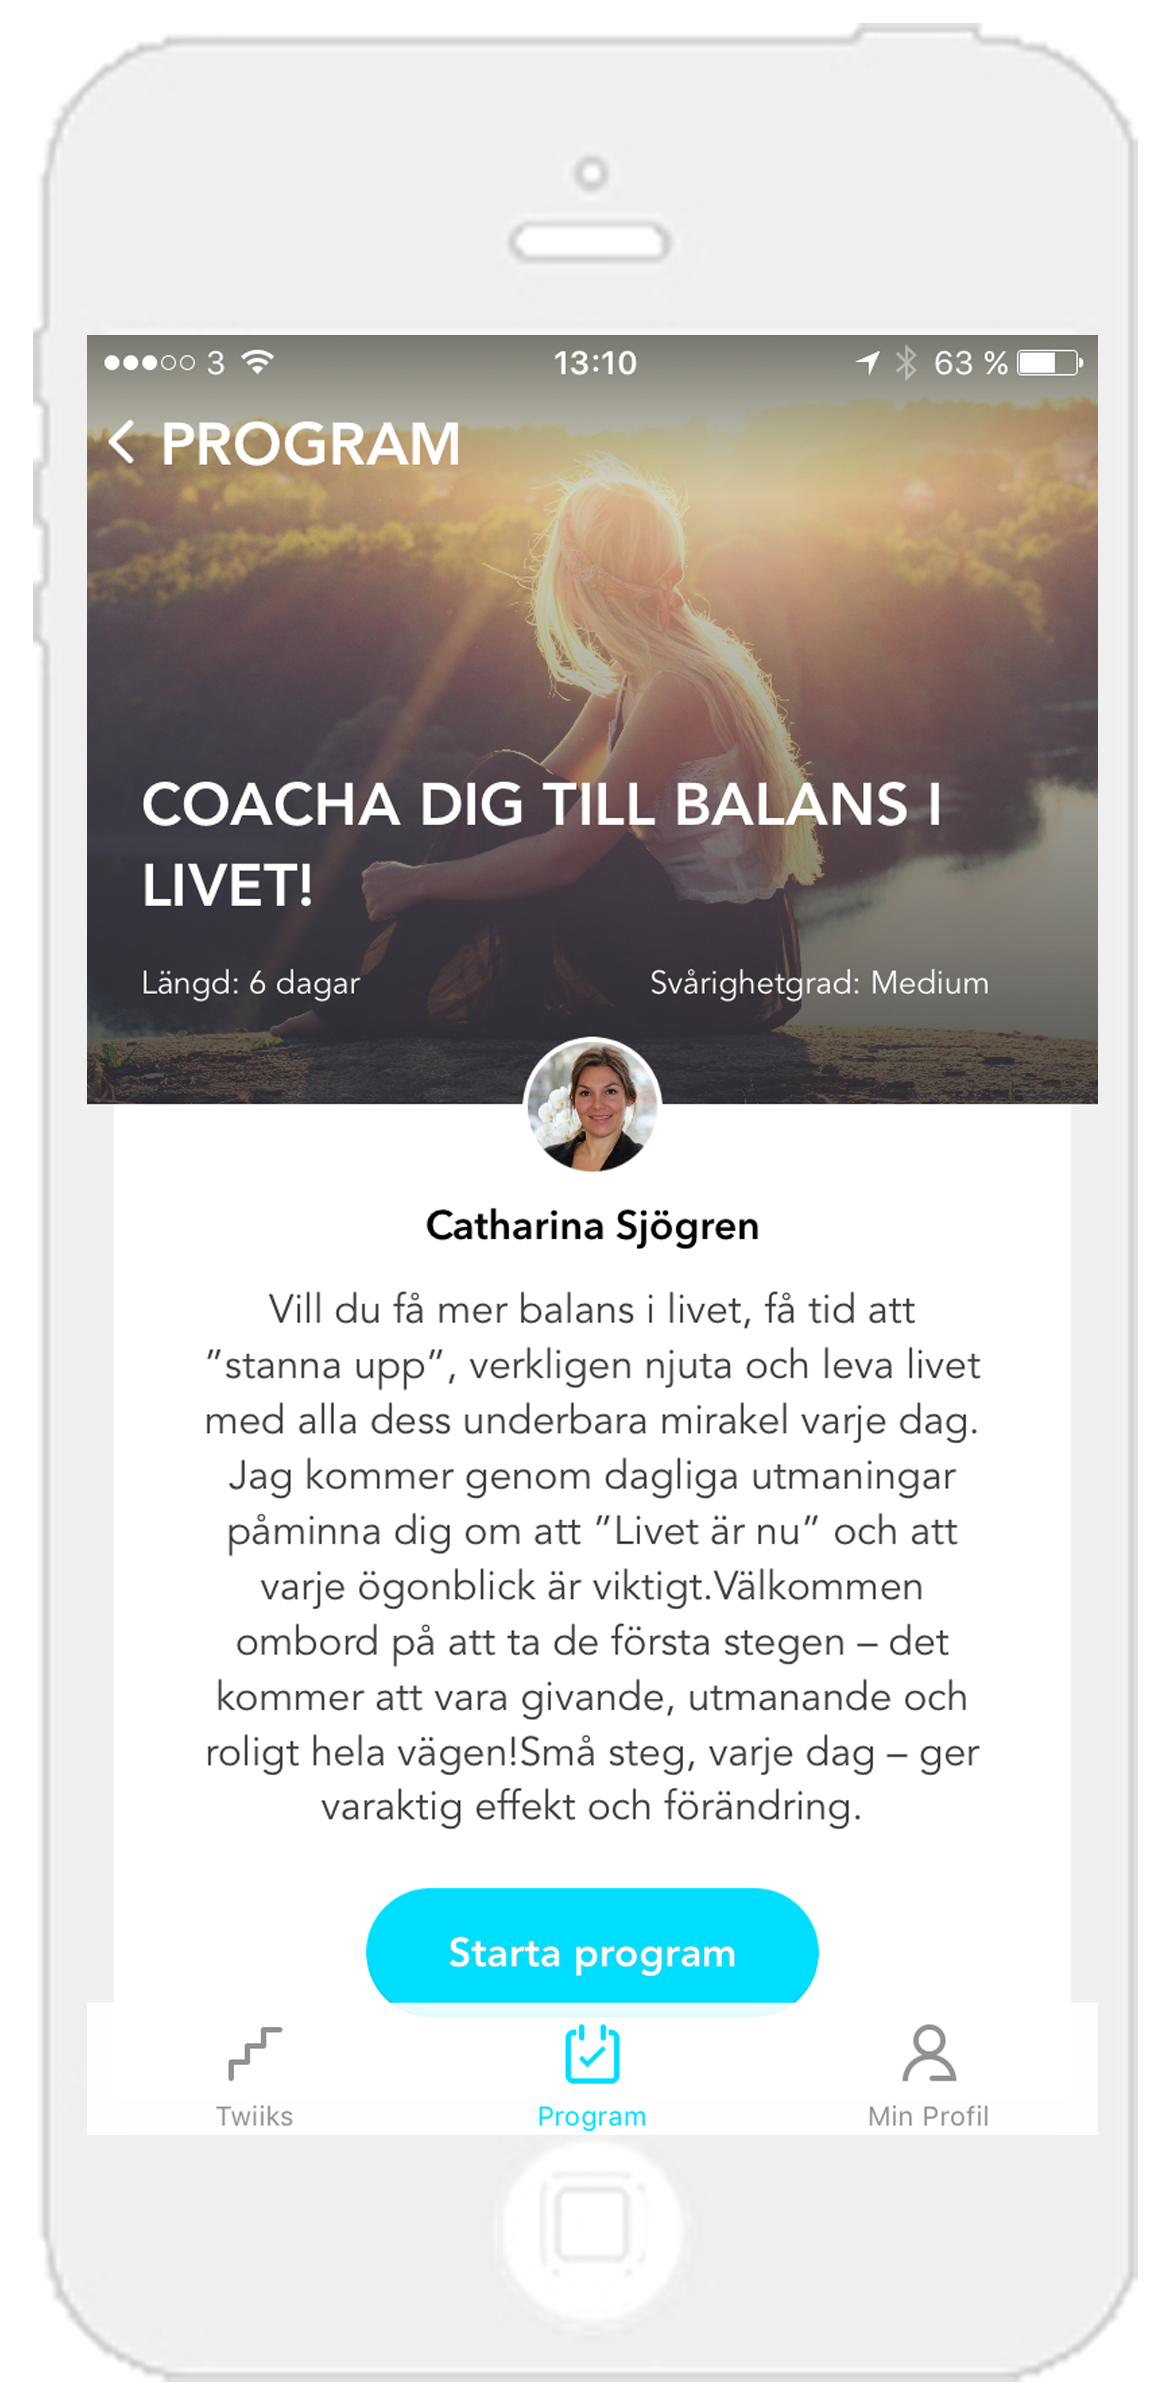 3 13:10 63 %
PROGRAM
COACHA DIG TILL BALANS I
LIVET!
Längd: 6 dagar Svårighetgrad: Medium
Catharina Sjögren
Vill du få mer balans i livet, få tid att
”stanna upp”, verkligen njuta och leva livet
med alla dess underbara mirakel varje dag.
Jag kommer genom dagliga utmaningar
påminna dig om att ”Livet är nu” och att
varje ögonblick är viktigt.Välkommen
ombord på att ta de första stegen – det
kommer att vara givande, utmanande och
roligt hela vägen!Små steg, varje dag – ger
varaktig effekt och förändring.
Starta program
Twiiks Program Min Profil